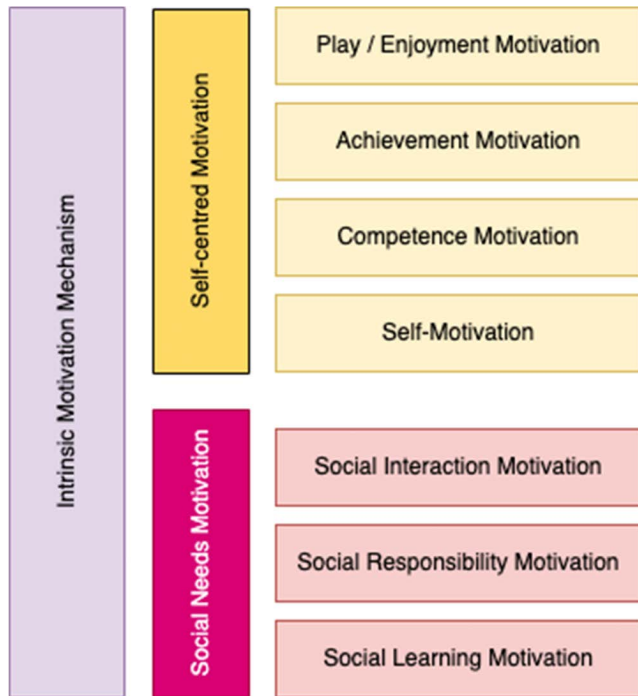 Intrinsic Motivation Mechanism
Self-centred Motivation
Play / Enjoyment Motivation
Achievement Motivation
Competence Motivation
Self-Motivation
Social Needs Motivation
Social Interaction Motivation
Social Responsibility Motivation
Social Learning Motivation